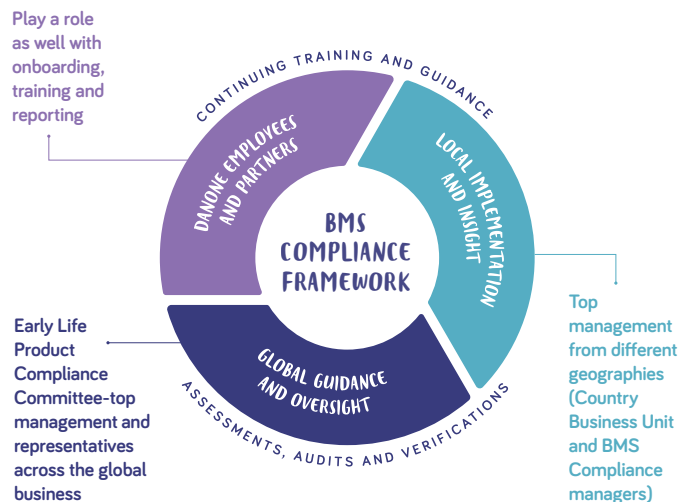 Play a role
as well with
onboarding,
training and
reporting
CONTINUING TRAINING AND GUIDANCE
DANONE EMPLOYEES
AND PARTNERS
LOCAL IMPLEMENTATION
AND INSIGHT
BMS
COMPLIANCE
FRAMEWORK
GLOBAL GUIDANCE
AND OVERSIGHT
ASSESSMENTS, AUDITS AND VERIFICATIONS
Early Life
Product
Compliance
Committee-top
management and
representatives
across the global
business
Top
management
from different
geographies
(Country
Business Unit
and BMS
Compliance
managers)